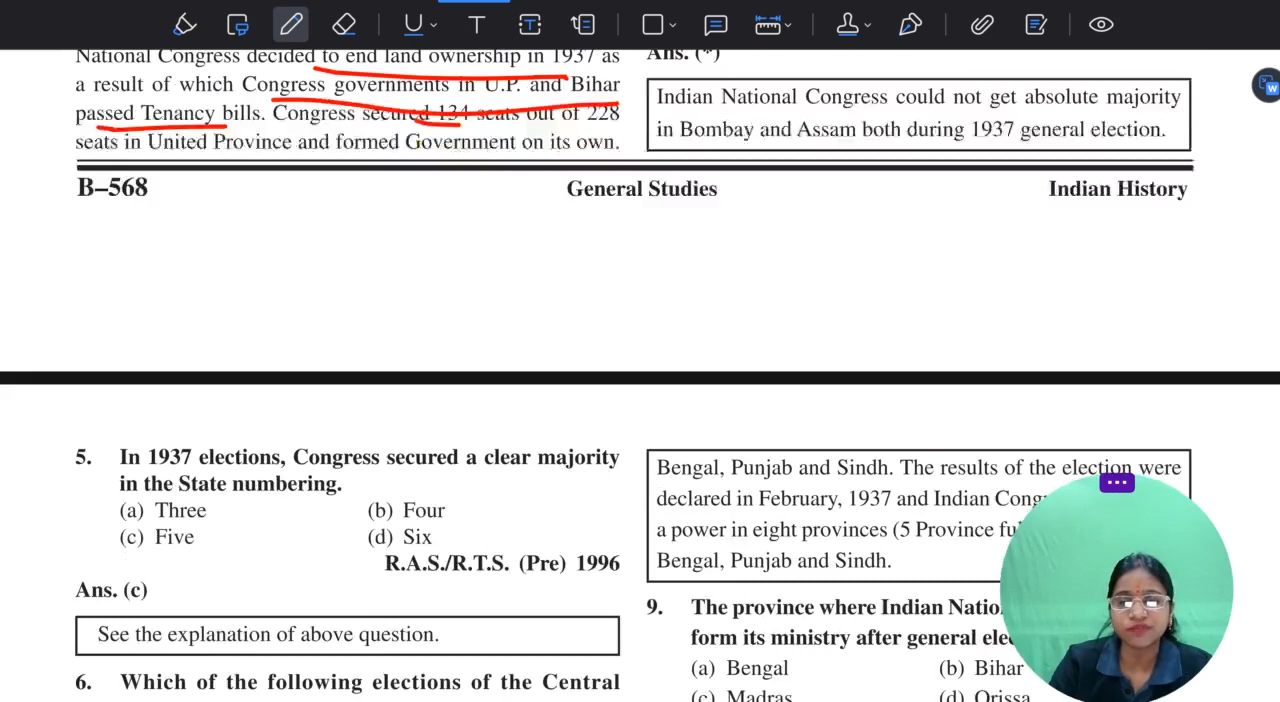 National Congress decided to end land ownership in 1937 as
a result of which Congress governments in U.P. and Bihar
passed Tenancy bills. Congress secured 134 seats out of 228
seats in United Province and formed Government on its own.
Ans. (*)
Indian National Congress could not get absolute majority
in Bombay and Assam both during 1937 general election.
B–568 General Studies Indian History
5. In 1937 elections, Congress secured a clear majority
in the State numbering.
(a) Three (b) Four
(c) Five (d) Six
R.A.S./R.T.S. (Pre) 1996
Ans. (c)
See the explanation of above question.
6. Which of the following elections of the Central
Bengal, Punjab and Sindh. The results of the election were
declared in February, 1937 and Indian
a power in eight provinces (5 Province
Bengal, Punjab and Sindh.
9. The province where Indian
form its ministry after general
(a) Bengal (b) Bihar
(c) Madras (d) Orissa